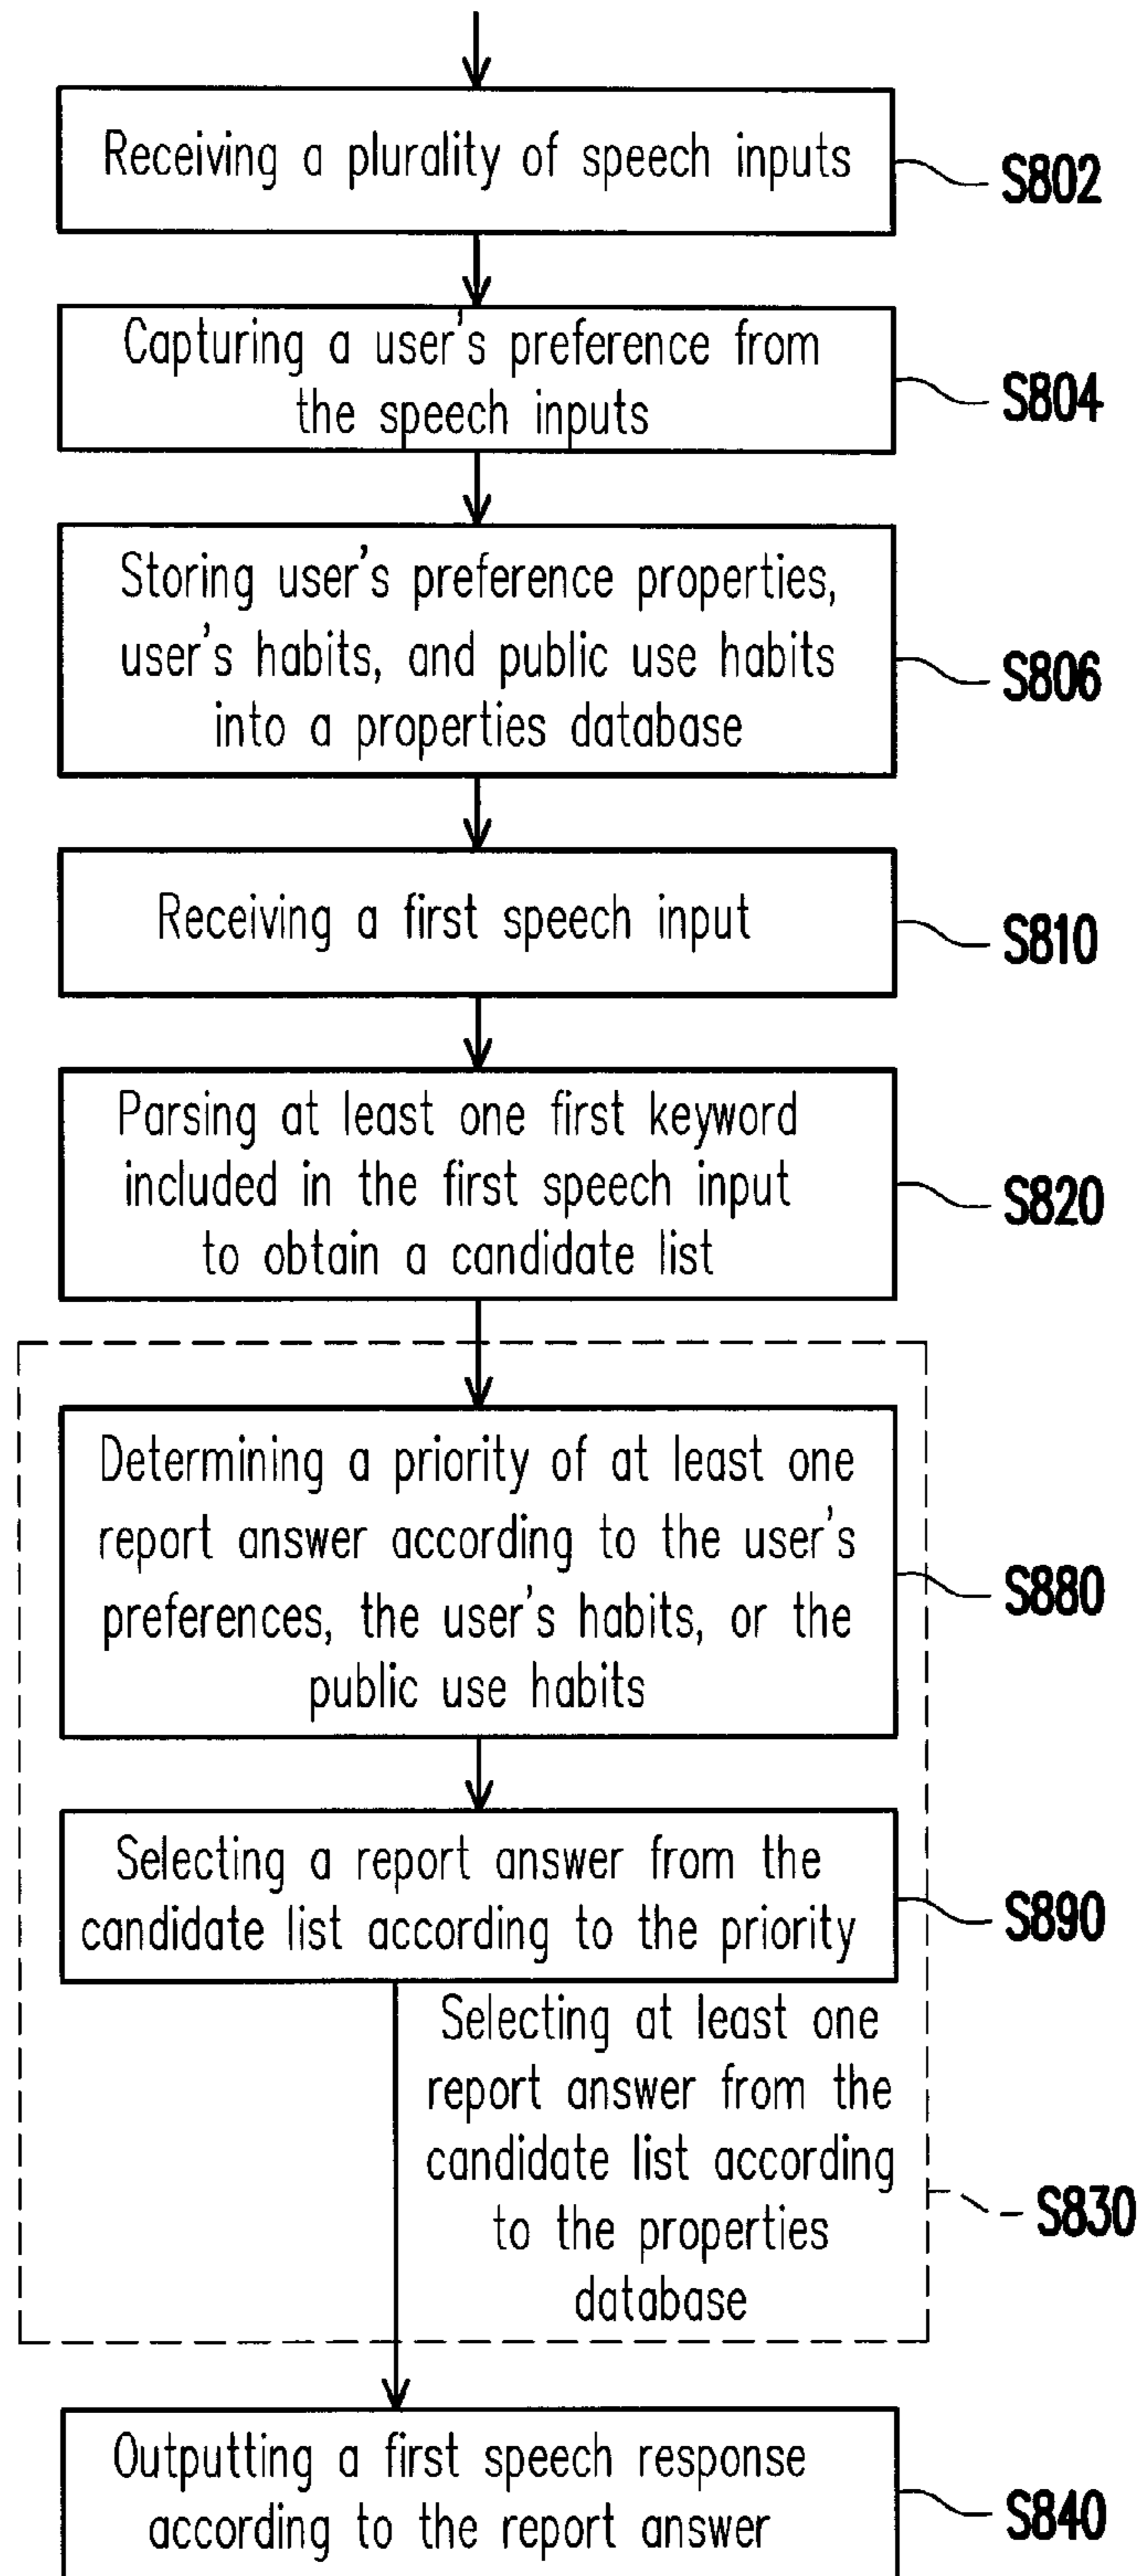 Receiving a plurality of speech inputs
S802
Capturing a user's preference from
the speech inputs
S804
Storing user's preference properties,
user's habits, and public use habits
into a properties database
S806
Receiving a first speech input
S810
Parsing at least one first keyword
included in the first speech input
to obtain a candidate list
S820
Determining a priority of at least one
report answer according to the user's
preferences, the user's habits, or the
public use habits
S880
Selecting a report answer from the
candidate list according to the priority
S890
Selecting at least one
report answer from the
candidate list according
to the properties
database
S830
Outputting a first speech response
according to the report answer
S840